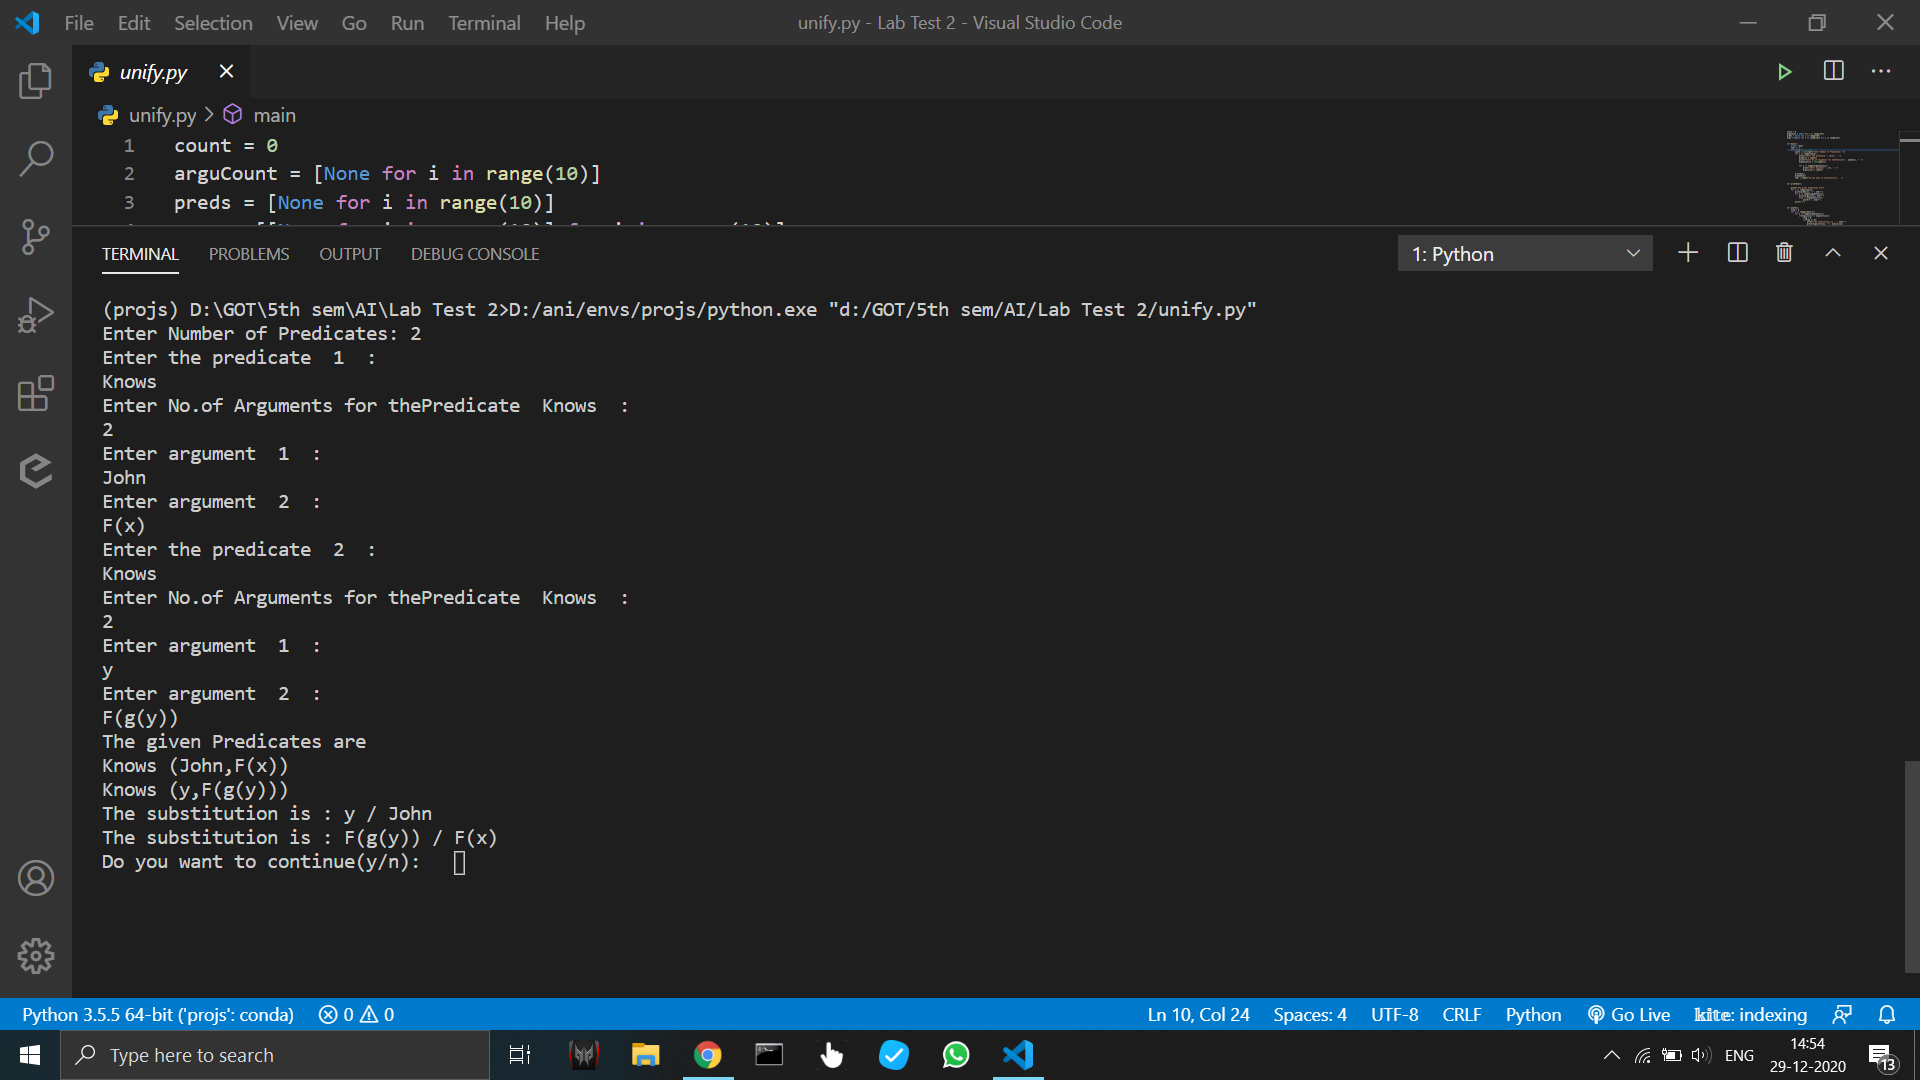 File Edit Selection View Go Run Terminal Help unify.py - Lab Test 2 - Visual Studio Code
unify.py
unify.py > main
1 count = 0
2 arguCount = [None for i in range(10)]
3 preds = [None for i in range(10)]
TERMINAL PROBLEMS OUTPUT DEBUG CONSOLE 1: Python
(projs) D:\GOT\5th sem\AI\Lab Test 2>D:/ani/envs/projs/python.exe "d:/GOT/5th sem/AI/Lab Test 2/unify.py"
Enter Number of Predicates: 2
Enter the predicate  1  :
Knows
Enter No.of Arguments for thePredicate  Knows  :
2
Enter argument  1  :
John
Enter argument  2  :
F(x)
Enter the predicate  2  :
Knows
Enter No.of Arguments for thePredicate  Knows  :
2
Enter argument  1  :
y
Enter argument  2  :
F(g(y))
The given Predicates are
Knows (John,F(x))
Knows (y,F(g(y)))
The substitution is : y / John
The substitution is : F(g(y)) / F(x)
Do you want to continue(y/n):
Python 3.5.5 64-bit ('projs': conda) 0 0 Ln 10, Col 24 Spaces: 4 UTF-8 CRLF Python Go Live kite: indexing
Type here to search ENG 14:54
29-12-2020 13